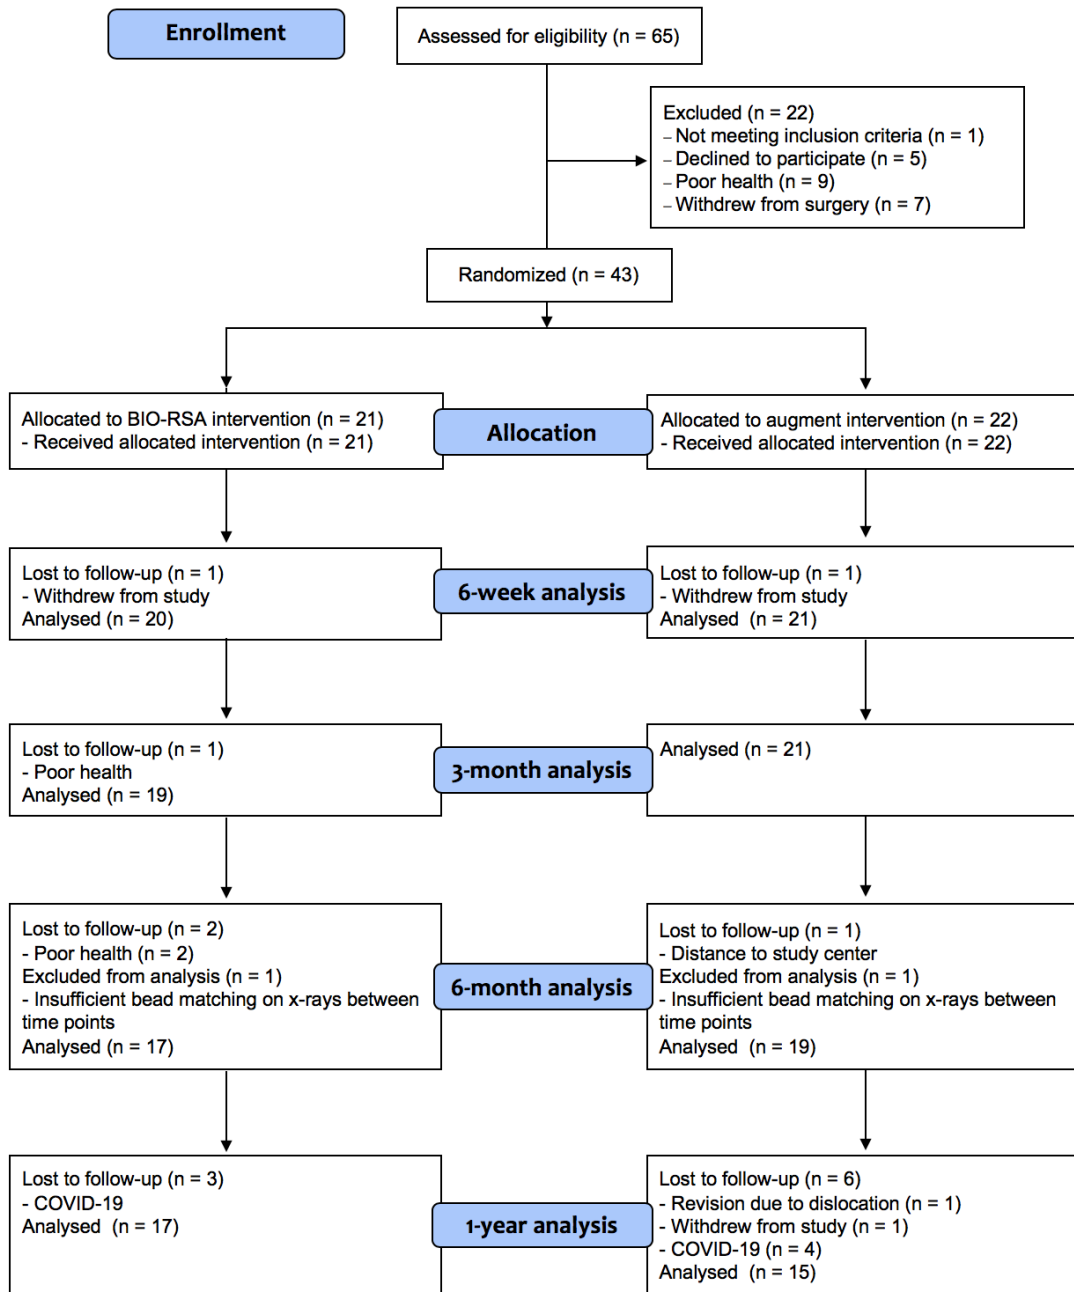 Enrollment
Assessed for eligibility (n = 65)
Excluded (n = 22)
– Not meeting inclusion criteria (n = 1)
– Declined to participate (n = 5)
– Poor health (n = 9)
– Withdrew from surgery (n = 7)
Randomized (n = 43)
Allocated to BIO-RSA intervention (n = 21)
- Received allocated intervention (n = 21)
Allocation
Allocated to augment intervention (n = 22)
- Received allocated intervention (n = 22)
Lost to follow-up (n = 1)
- Withdrew from study
Analysed (n = 20)
6-week analysis
Lost to follow-up (n = 1)
- Withdrew from study
Analysed (n = 21)
Lost to follow-up (n = 1)
- Poor health
Analysed (n = 19)
3-month analysis
Analysed (n = 21)
Lost to follow-up (n = 2)
- Poor health (n = 2)
Excluded from analysis (n = 1)
- Insufficient bead matching on x-rays between
time points
Analysed (n = 17)
6-month analysis
Lost to follow-up (n = 1)
- Distance to study center
Excluded from analysis (n = 1)
- Insufficient bead matching on x-rays between
time points
Analysed (n = 19)
Lost to follow-up (n = 3)
- COVID-19
Analysed (n = 17)
1-year analysis
Lost to follow-up (n = 6)
- Revision due to dislocation (n = 1)
- Withdrew from study (n = 1)
- COVID-19 (n = 4)
Analysed (n = 15)